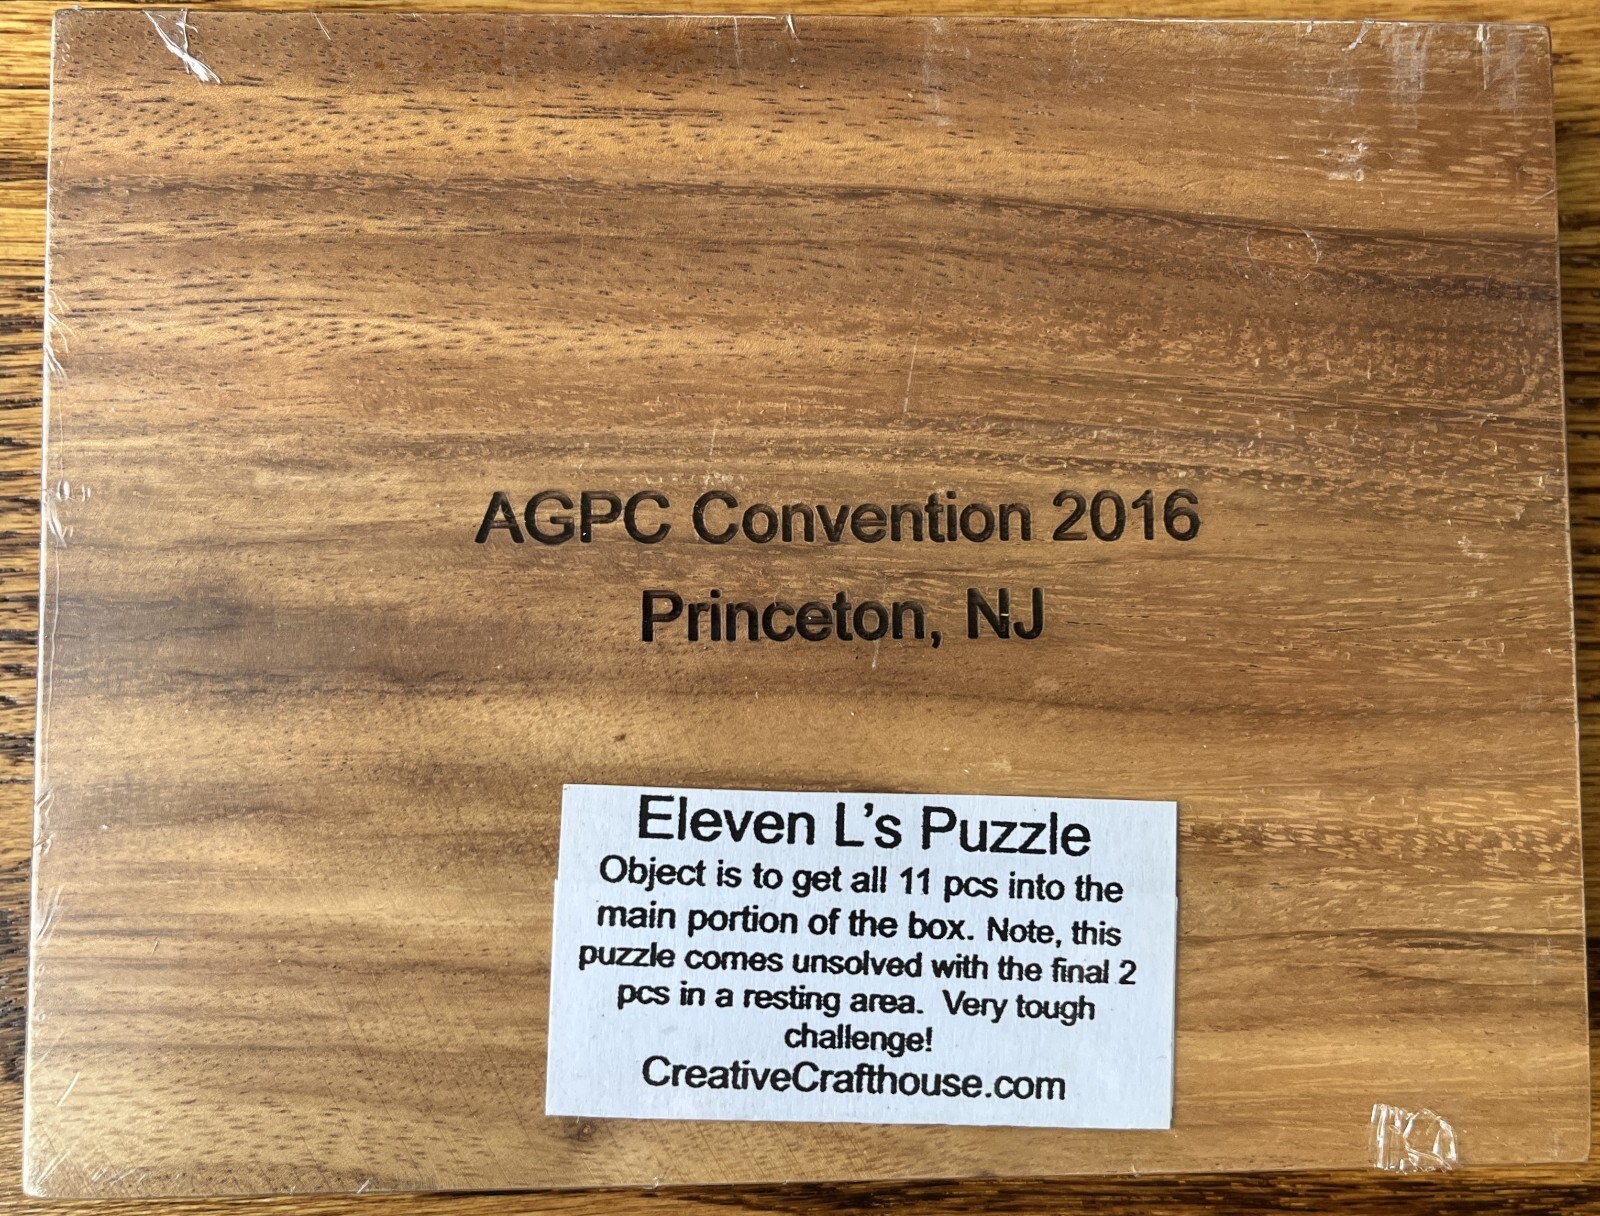 AGPC Convention 2016
Princeton, NJ
Eleven L's Puzzle
Object is to get all 11 pcs into the
main portion of the box. Note, this
puzzle comes unsolved with the final 2
pcs in a resting area. Very tough
challenge!
CreativeCrafthouse.com